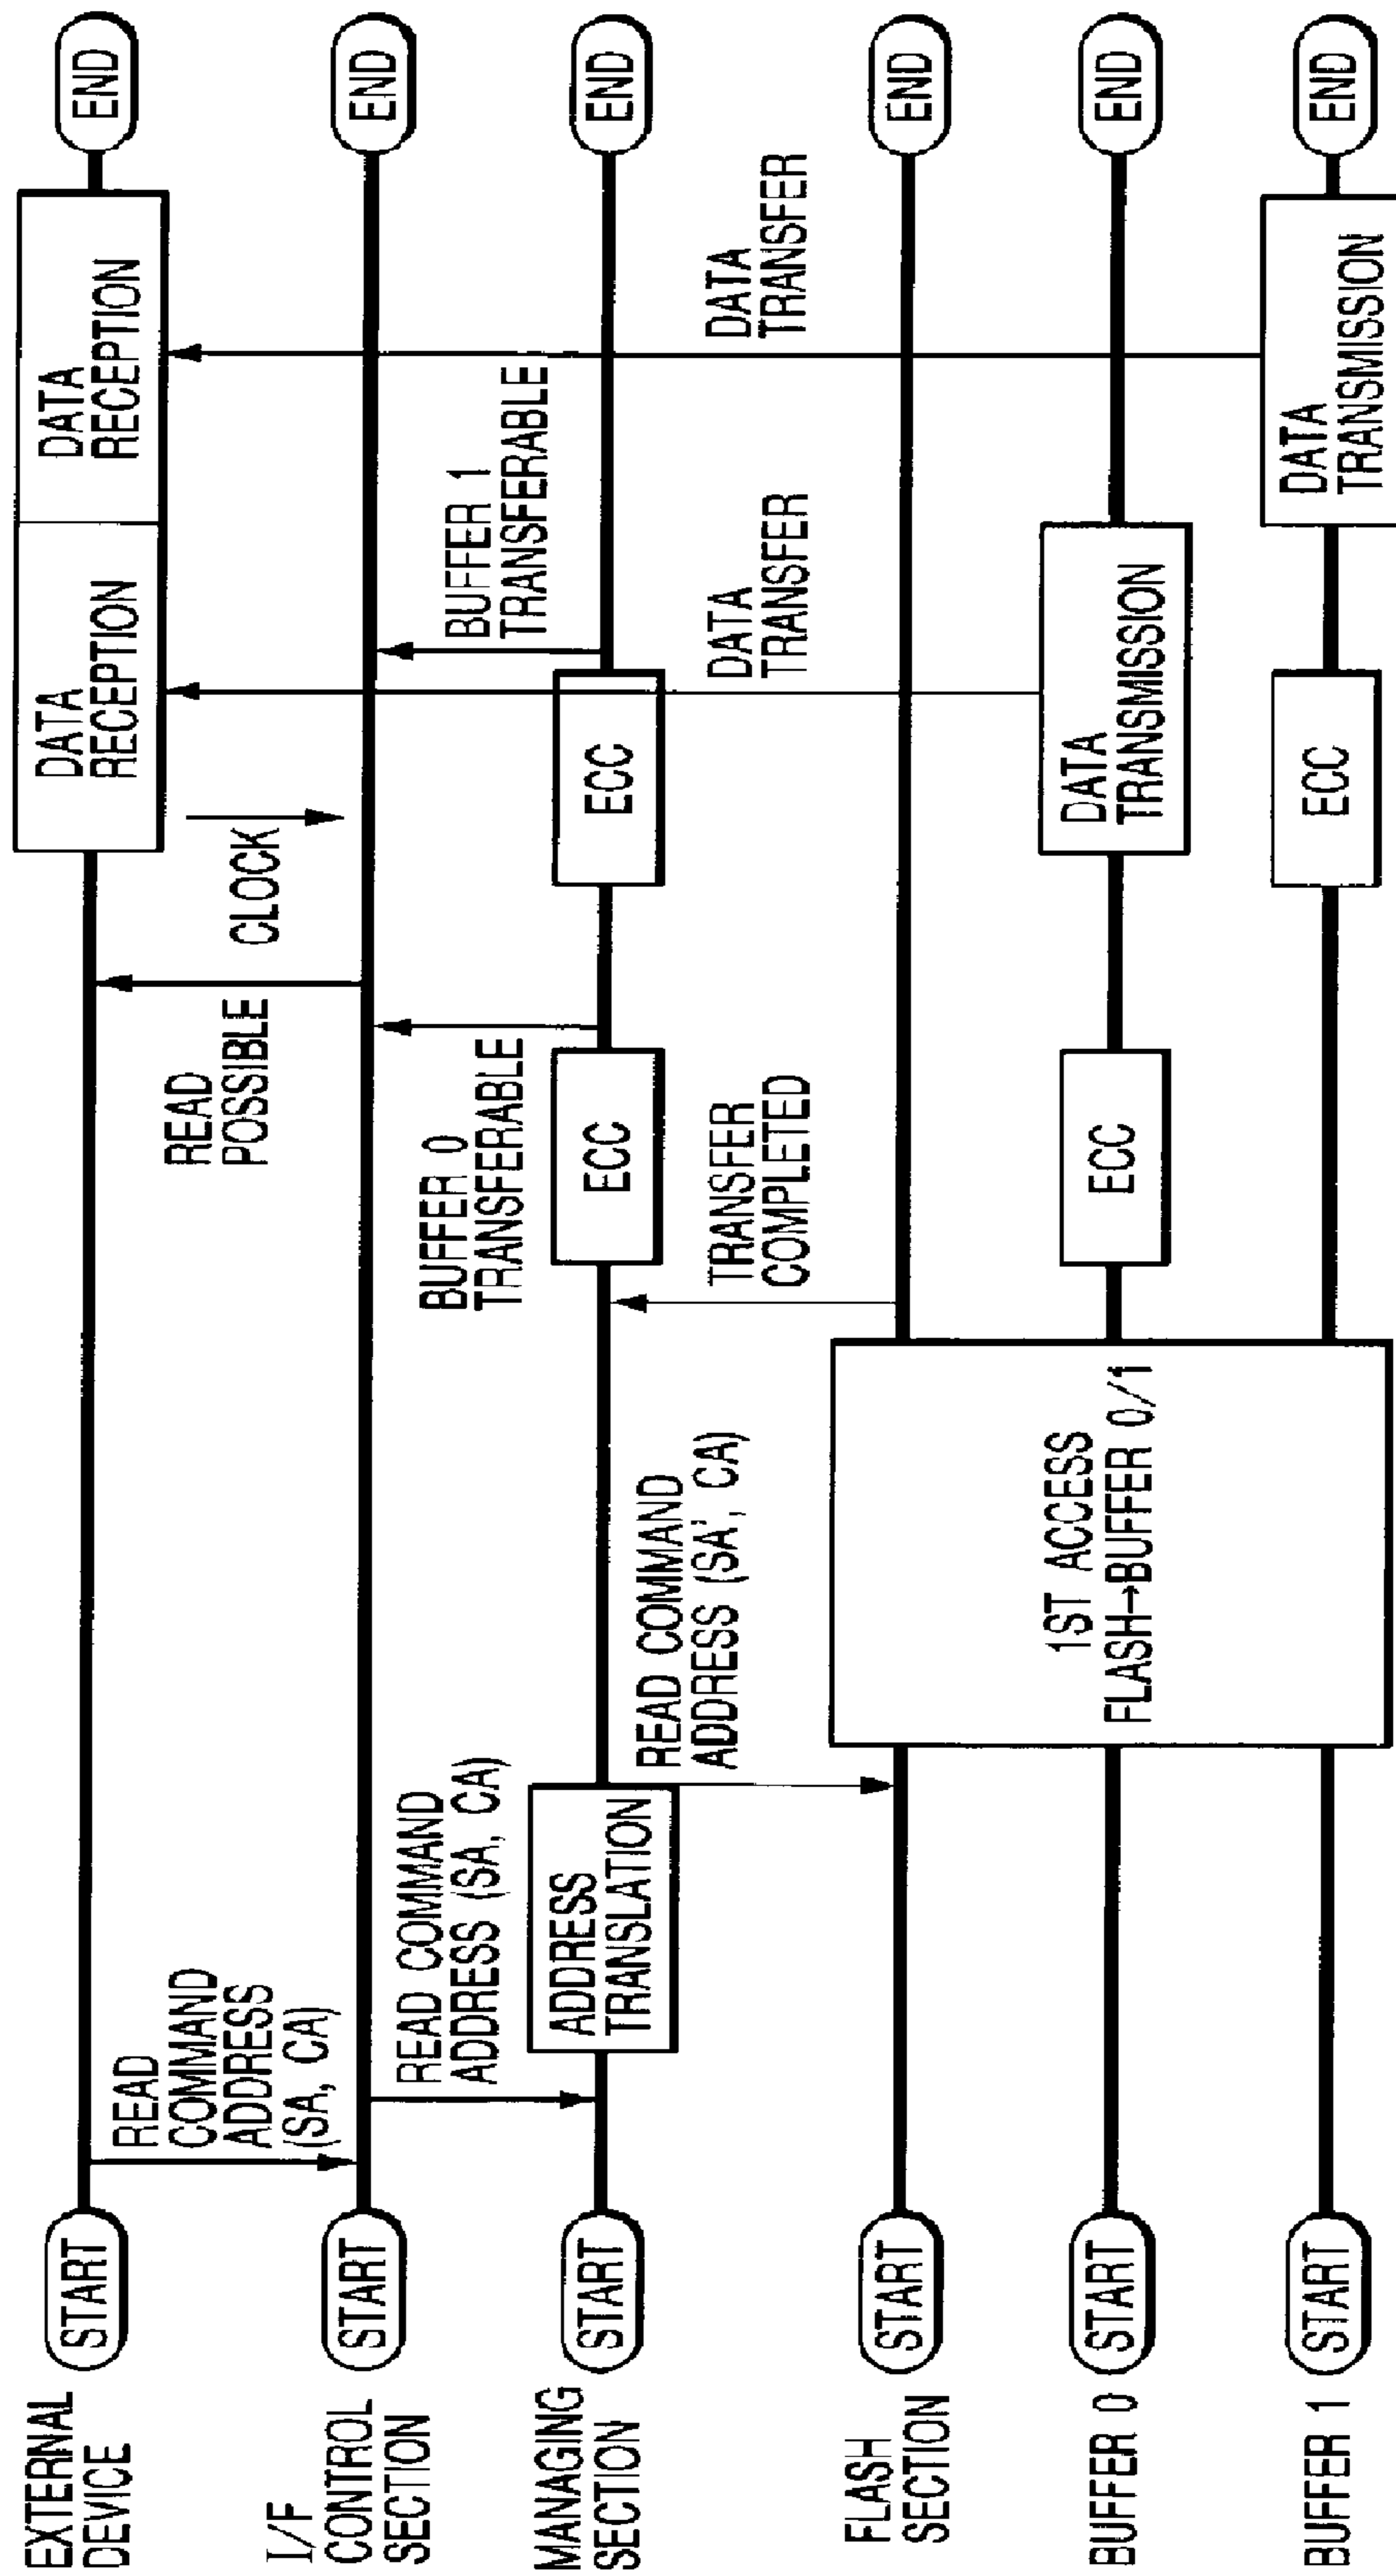 EXTERNAL
DEVICE
START
READ
COMMAND
ADDRESS
(SA, CA)
READ
POSSIBLE
CLOCK
DATA
RECEPTION
DATA
RECEPTION
END
I/F
CONTROL
SECTION
START
READ COMMAND
ADDRESS (SA, CA)
BUFFER 0
TRANSFERABLE
BUFFER 1
TRANSFERABLE
END
MANAGING
SECTION
START
ADDRESS
TRANSLATION
READ COMMAND
ADDRESS (SA', CA)
ECC
TRANSFER
COMPLETED
ECC
DATA
TRANSFER
DATA
TRANSFER
END
FLASH
SECTION
START
1ST ACCESS
FLASH→BUFFER 0/1
END
BUFFER 0
START
ECC
DATA
TRANSMISSION
END
BUFFER 1
START
ECC
DATA
TRANSMISSION
END